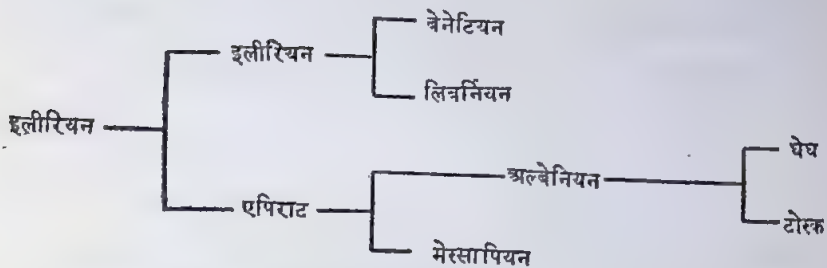 बेनेटियन
इलीरियन
लिबर्नियन
इलीरियन
घेघ
अल्बेनियन
एपिराट
टोस्क
मेस्सापियन